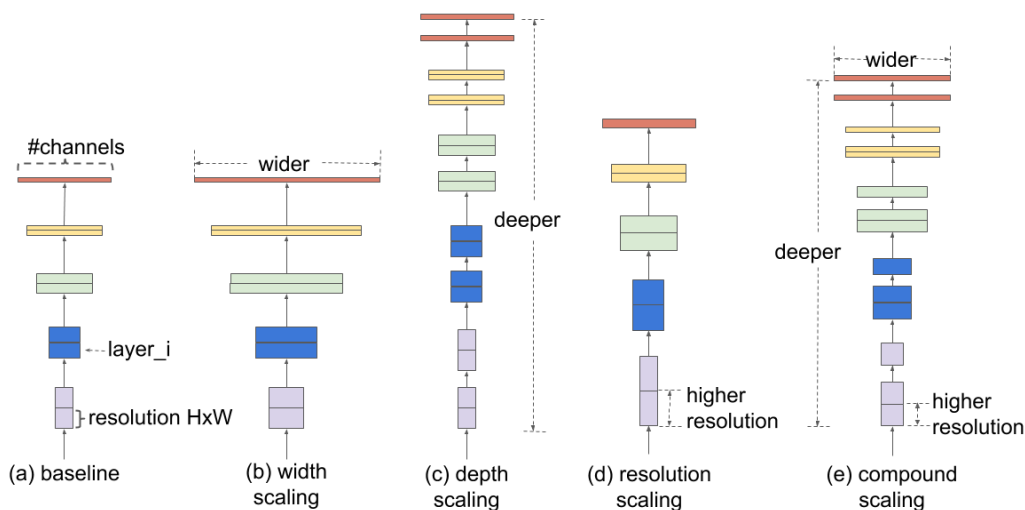 #channels
layer_i
resolution HxW
(a) baseline
wider
(b) width
scaling
deeper
(c) depth
scaling
higher
resolution
(d) resolution
scaling
wider
deeper
higher
resolution
(e) compound
scaling